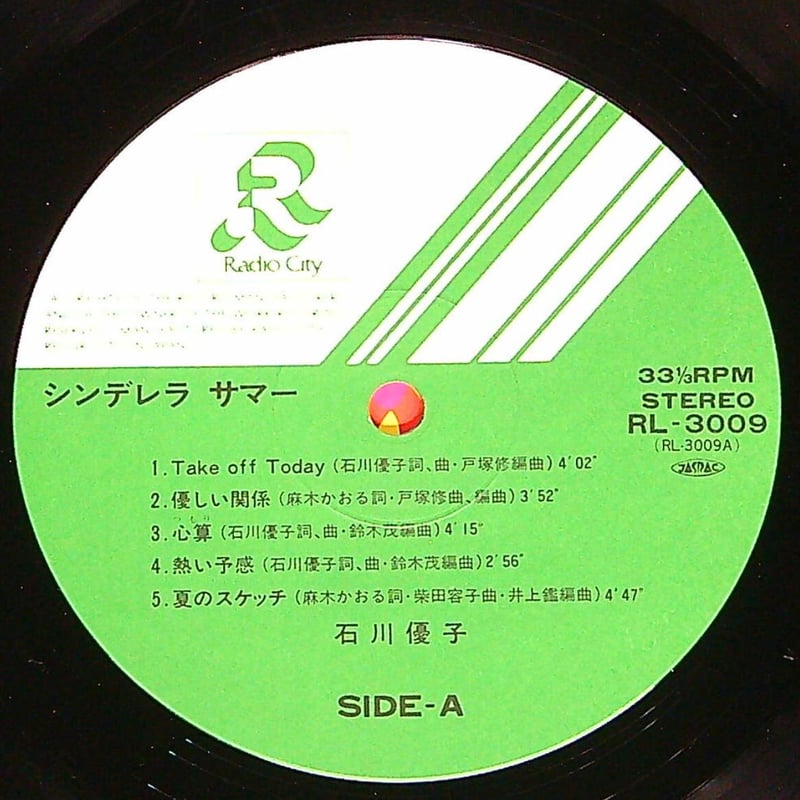 Radio City
シンデレラ サマー
33⅓RPM
STEREO
RL-3009
(RL-3009A)
JASRAC
1. Take off Today (石川優子詞、曲・戸塚修編曲) 4′02″
2. 優しい関係 (麻木かおる詞・戸塚修曲、編曲) 3′52″
つもり
3. 心算 (石川優子詞、曲・鈴木茂編曲) 4′15″
4. 熱い予感 (石川優子詞、曲・鈴木茂編曲) 2′56″
5. 夏のスケッチ (麻木かおる詞・柴田容子曲・井上鑑編曲) 4′47″
石川優子
SIDE-A